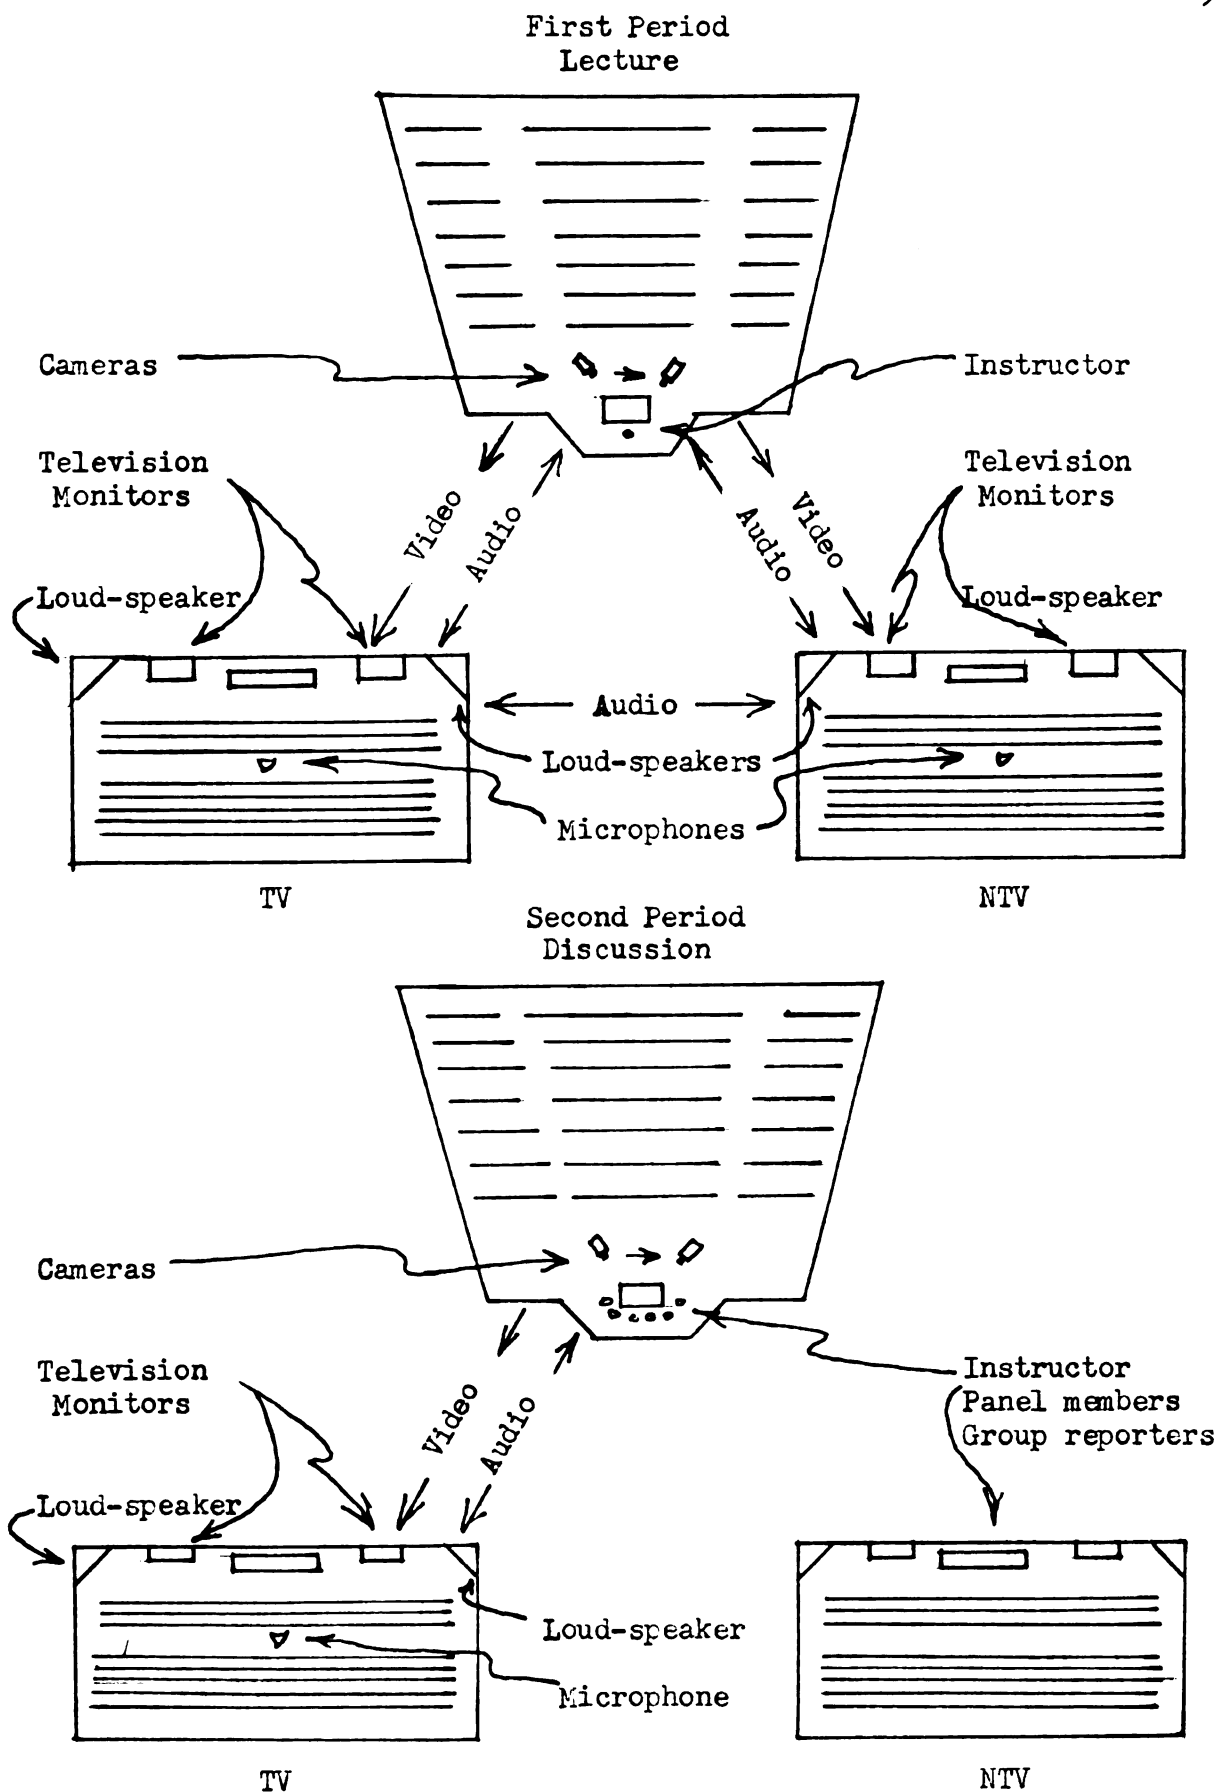 First Period
Lecture
Cameras
Instructor
Television
Monitors
Television
Monitors
Video
Audio
Audio
Video
Loud-speaker
Loud-speaker
Audio
Loud-speakers
Microphones
TV
NTV
Second Period
Discussion
Cameras
Television
Monitors
Video
Audio
Instructor
Panel members
Group reporters
Loud-speaker
Loud-speaker
Microphone
TV
NTV